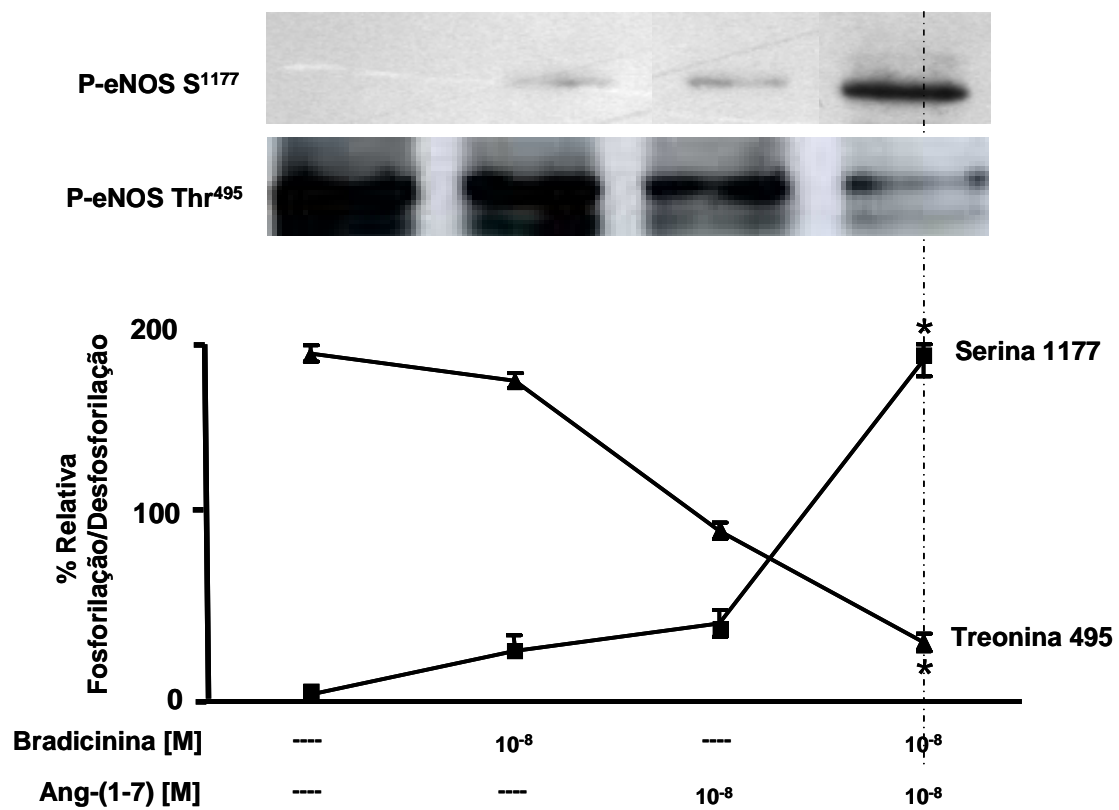 P-eNOS S¹¹⁷⁷
P-eNOS Thr⁴⁹⁵
% Relativa
Fosforilação/Desfosforilação
200
100
0
*
Serina 1177
Treonina 495
*
Bradicinina [M] ---- 10⁻⁸ ---- 10⁻⁸
Ang-(1-7) [M] ---- ---- 10⁻⁸ 10⁻⁸